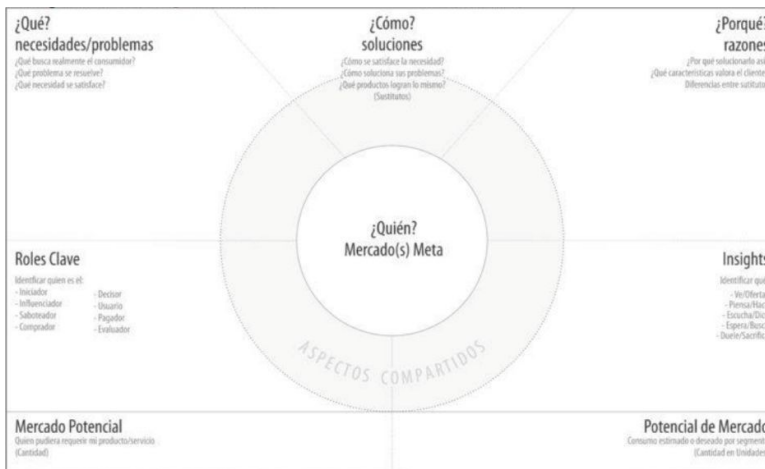 ¿Qué?
necesidades/problemas
¿Qué busca realmente el consumidor?
¿Qué problema se resuelve?
¿Qué necesidad se satisface?
¿Cómo?
soluciones
¿Cómo se satisface la necesidad?
¿Cómo soluciona sus problemas?
¿Qué productos logran lo mismo?
(Sustitutos)
¿Porqué?
razones
¿Por qué solucionarlo así
¿Qué características valora el cliente
Diferencias entre sutituto
¿Quién?
Mercado(s) Meta
Roles Clave
Identificar quien es el:
- Iniciador
- Influenciador
- Saboteador
- Comprador
- Decisor
- Usuario
- Pagador
- Evaluador
Insights
Identificar qué
- Ve/Oferta
- Piensa/Hac
- Escucha/Dic
- Espera/Busc
- Duele/Sacrific
ASPECTOS COMPARTIDOS
Mercado Potencial
Quien pudiera requerir mi producto/servicio
(Cantidad)
Potencial de Mercado
Consumo estimado o deseado por segment
(Cantidad en Unidades